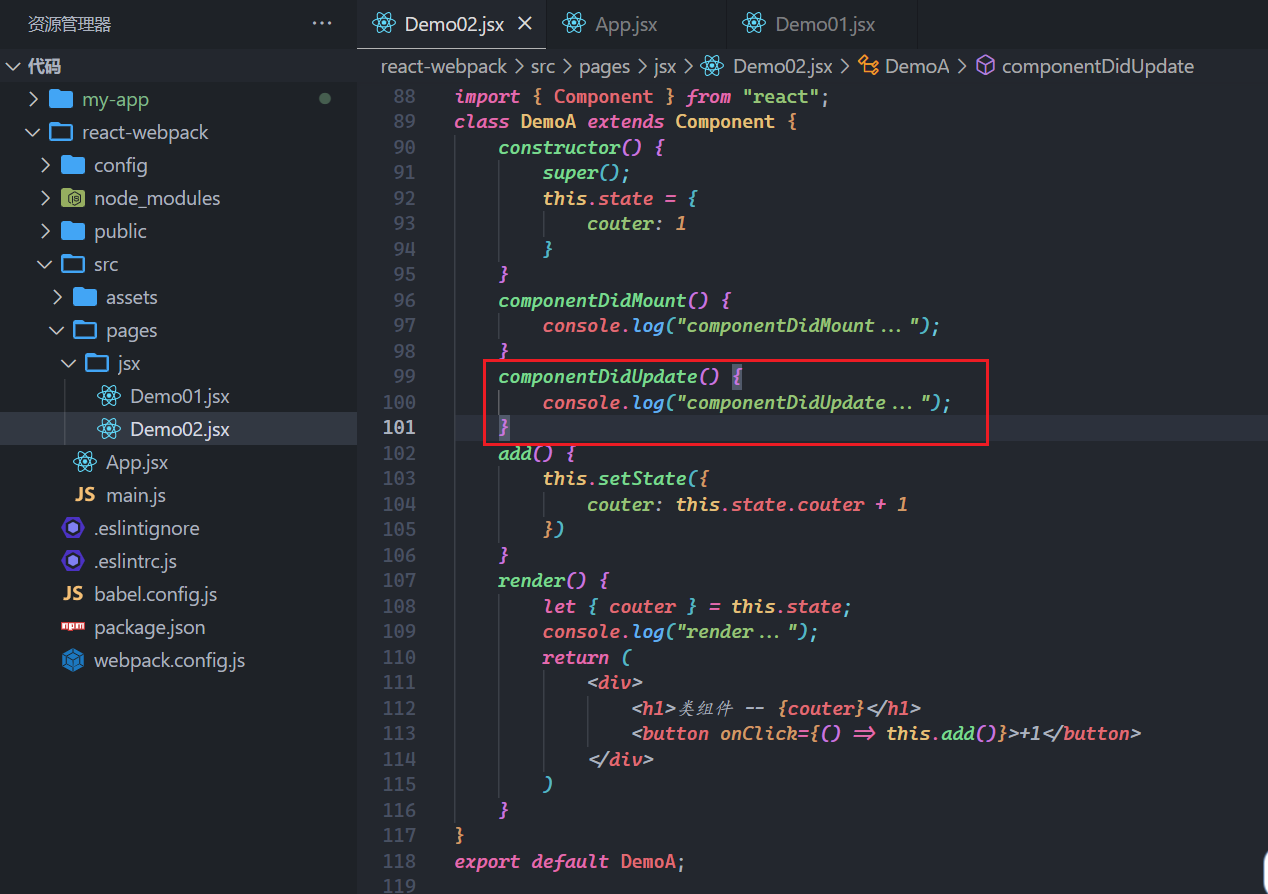 资源管理器 ···
Demo02.jsx
App.jsx
Demo01.jsx
代码
my-app
react-webpack
config
node_modules
public
src
assets
pages
jsx
Demo01.jsx
Demo02.jsx
App.jsx
JS main.js
.eslintignore
.eslintrc.js
JS babel.config.js
npm package.json
webpack.config.js
react-webpack > src > pages > jsx > Demo02.jsx > DemoA > componentDidUpdate
88 import { Component } from "react";
89 class DemoA extends Component {
90 constructor() {
91 super();
92 this.state = {
93 couter: 1
94 }
95 }
96 componentDidMount() {
97 console.log("componentDidMount...");
98 }
99 componentDidUpdate() {
100 console.log("componentDidUpdate...");
101 }
102 add() {
103 this.setState({
104 couter: this.state.couter + 1
105 })
106 }
107 render() {
108 let { couter } = this.state;
109 console.log("render...");
110 return (
111 <div>
112 <h1>类组件 -- {couter}</h1>
113 <button onClick={() => this.add()}>+1</button>
114 </div>
115 )
116 }
117 }
118 export default DemoA;
119